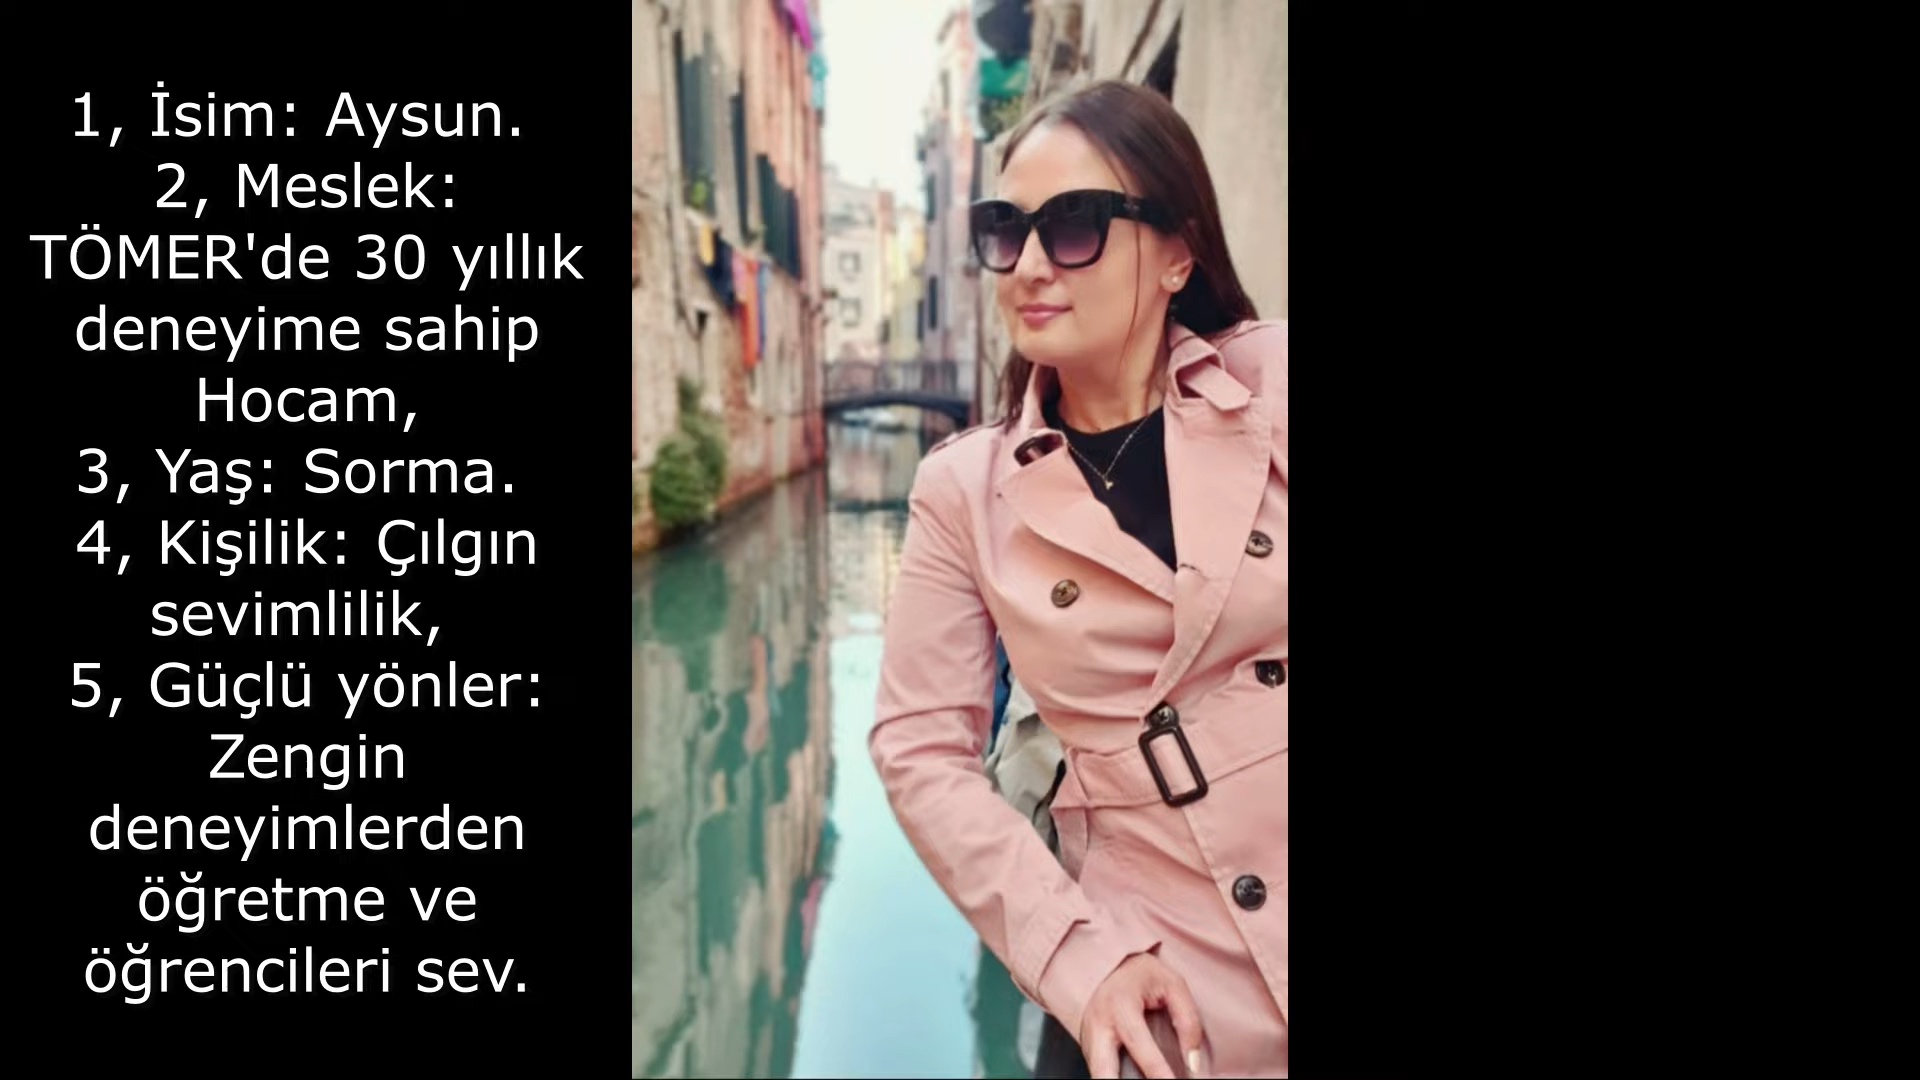 1, İsim: Aysun.
2, Meslek:
TÖMER'de 30 yıllık
deneyime sahip
Hocam,
3, Yaş: Sorma.
4, Kişilik: Çılgın
sevimlilik,
5, Güçlü yönler:
Zengin
deneyimlerden
öğretme ve
öğrencileri sev.